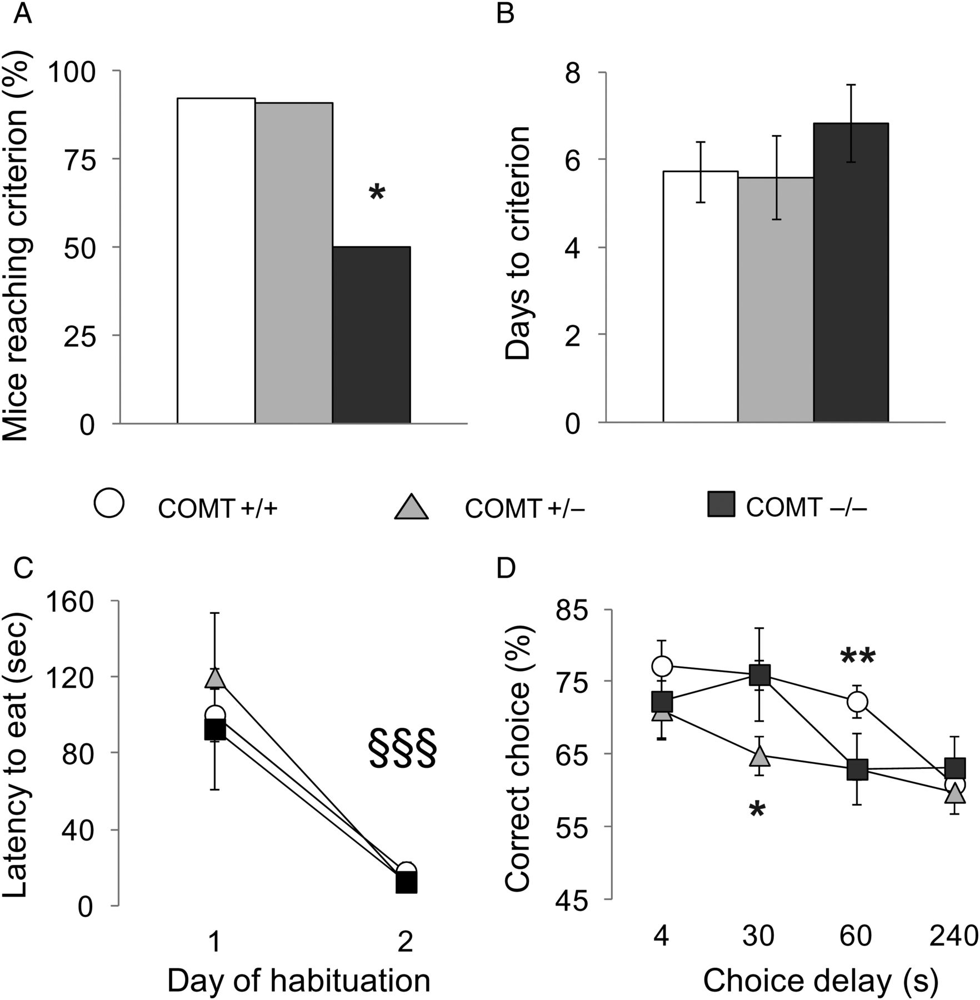 A
Mice reaching criterion (%)
100
75
50
25
0
*
B
Days to criterion
8
6
4
2
0
COMT +/+
COMT +/–
COMT –/–
C
Latency to eat (sec)
160
120
80
40
0
§§§
1
2
Day of habituation
D
Correct choice (%)
85
75
65
55
45
**
*
4
30
60
240
Choice delay (s)